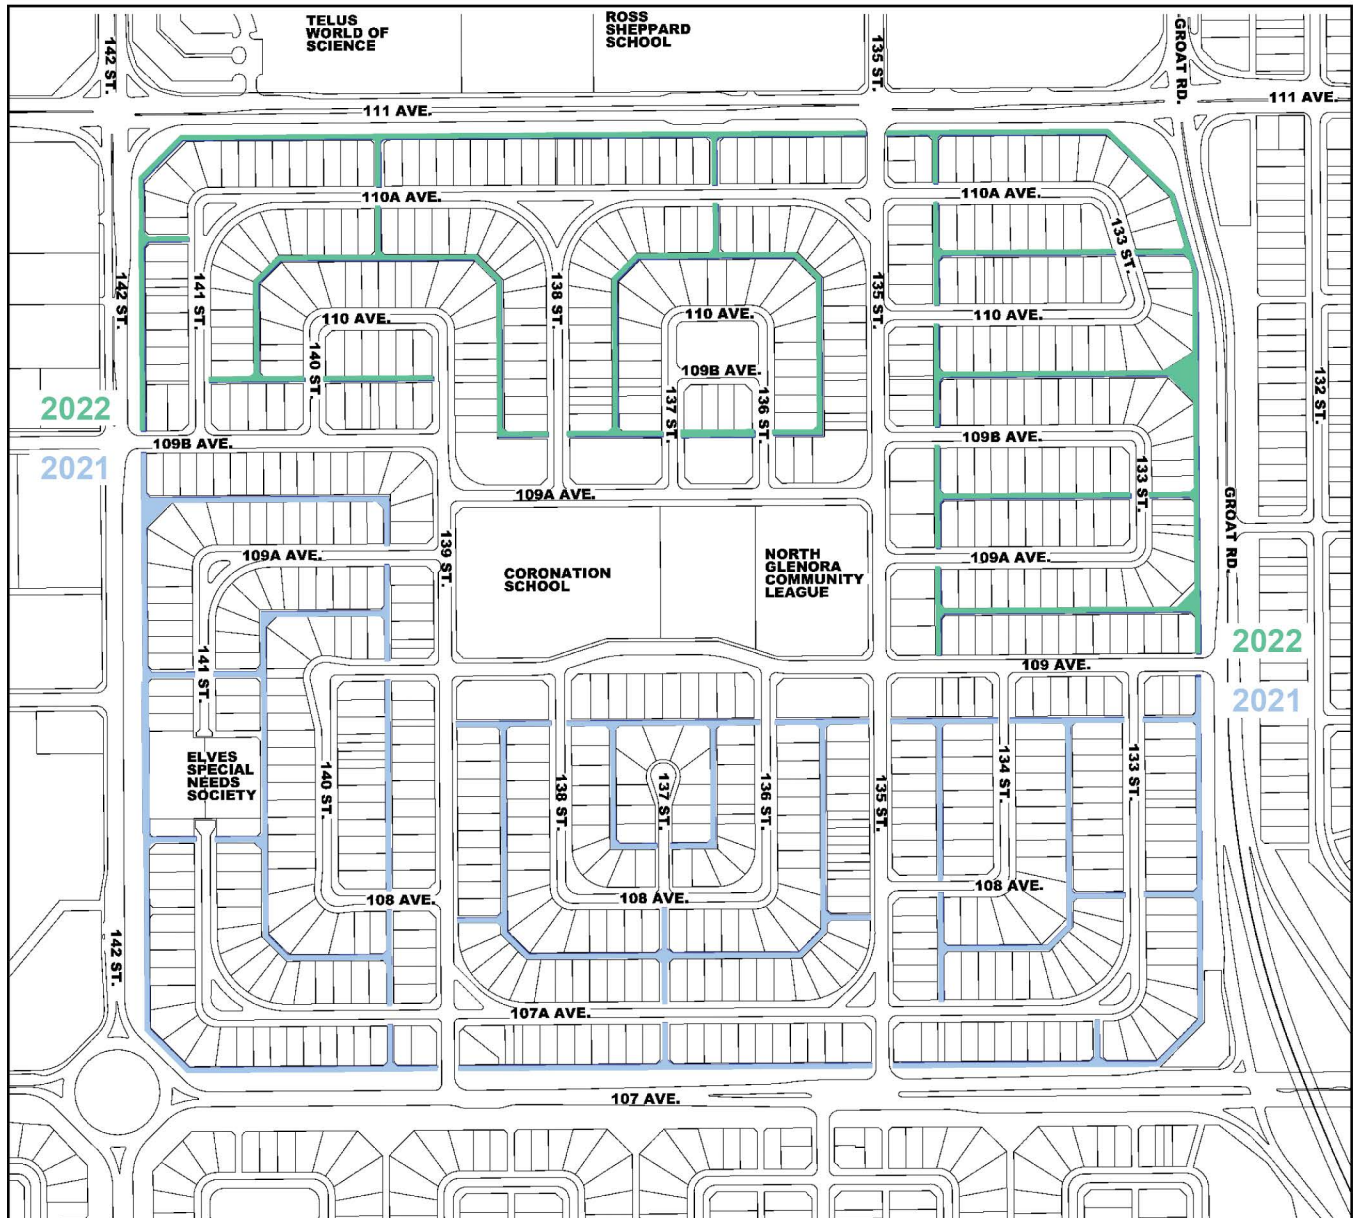 TELUS
WORLD OF
SCIENCE
ROSS
SHEPPARD
SCHOOL
142 ST.
135 ST.
GROAT RD.
111 AVE.
111 AVE.
110A AVE.
110A AVE.
133 ST.
142 ST.
141 ST.
138 ST.
135 ST.
110 AVE.
110 AVE.
110 AVE.
140 ST.
109B AVE.
137 ST.
136 ST.
132 ST.
2022
109B AVE.
109B AVE.
2021
133 ST.
109A AVE.
GROAT RD.
139 ST.
109A AVE.
109A AVE.
CORONATION
SCHOOL
NORTH
GLENORA
COMMUNITY
LEAGUE
2022
141 ST.
109 AVE.
2021
ELVES
SPECIAL
NEEDS
SOCIETY
140 ST.
138 ST.
137 ST.
136 ST.
135 ST.
134 ST.
133 ST.
108 AVE.
108 AVE.
108 AVE.
142 ST.
107A AVE.
107 AVE.